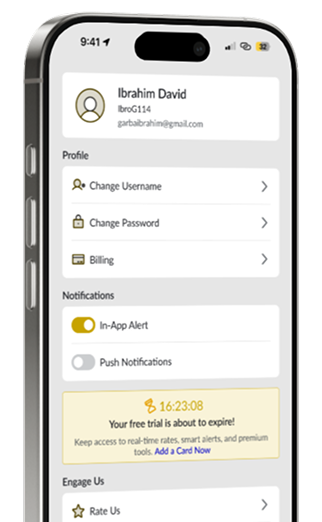 9:41
32
Ibrahim David
IbroG114
garbaibrahim@gmail.com
Profile
Change Username
Change Password
Billing
Notifications
In-App Alert
Push Notifications
16:23:08
Your free trial is about to expire!
Keep access to real-time rates, smart alerts, and premium
tools. Add a Card Now
Engage Us
Rate Us